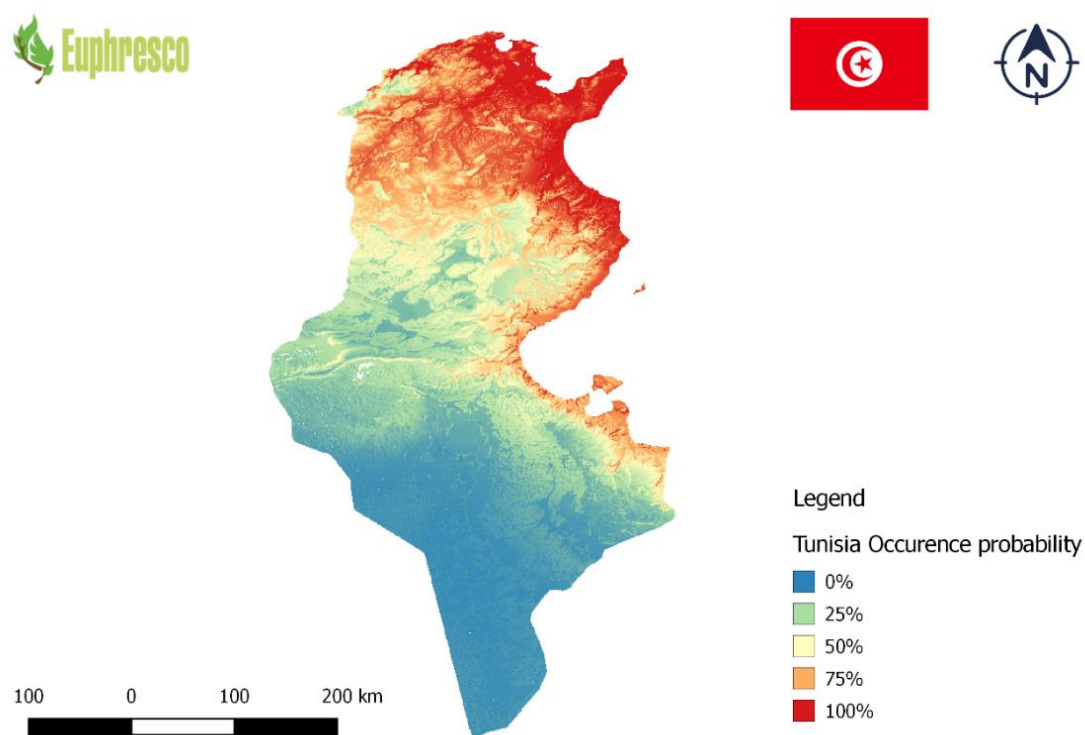 Euphresco
N
Legend
Tunisia Occurence probability
0%
25%
50%
75%
100%
100 0 100 200 km